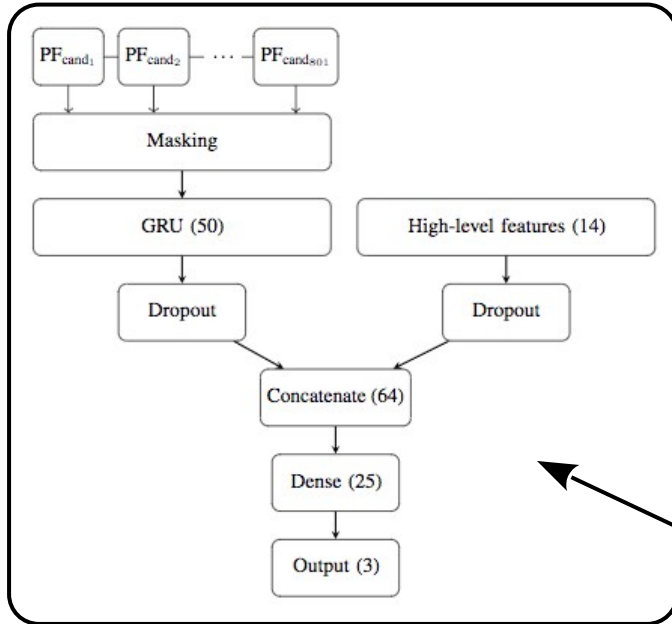 PFcand₁ PFcand₂ ... PFcand₈₀₁
Masking
GRU (50) High-level features (14)
Dropout Dropout
Concatenate (64)
Dense (25)
Output (3)